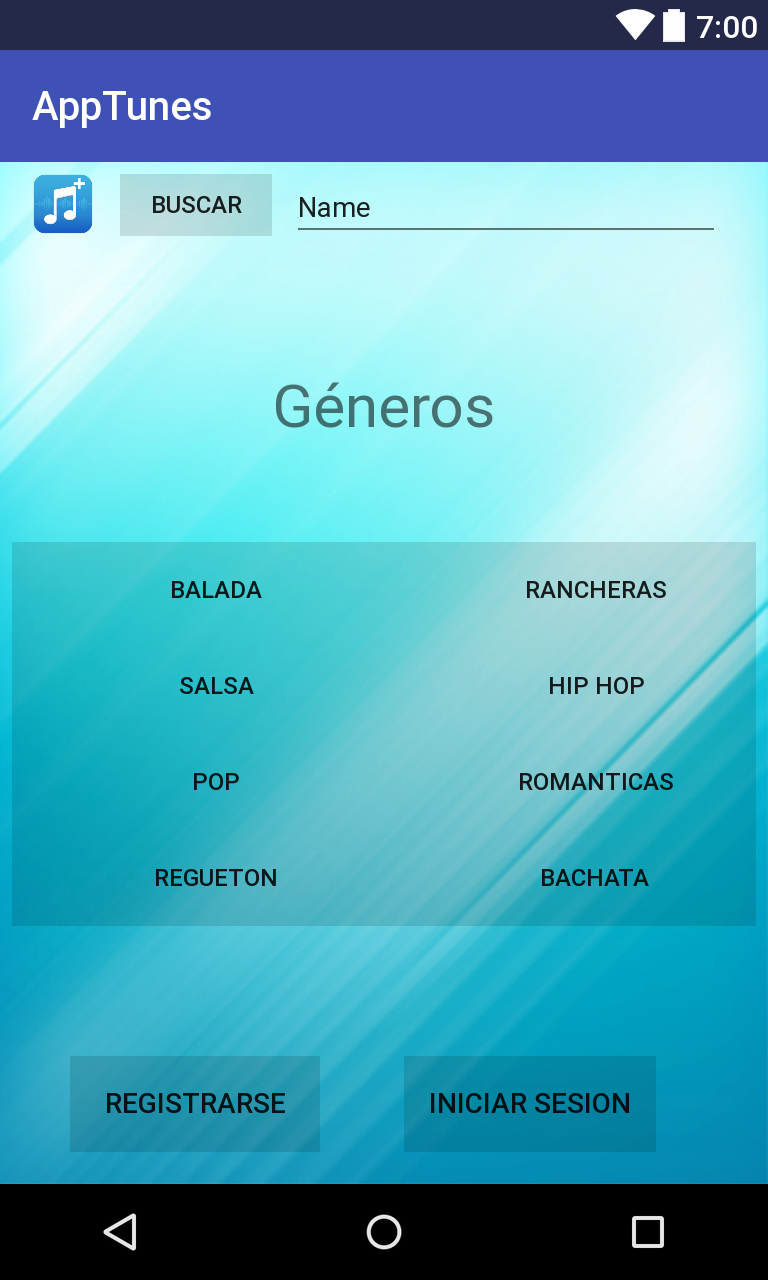 7:00
AppTunes
BUSCAR Name
Géneros
BALADA RANCHERAS
SALSA HIP HOP
POP ROMANTICAS
REGUETON BACHATA
REGISTRARSE INICIAR SESION